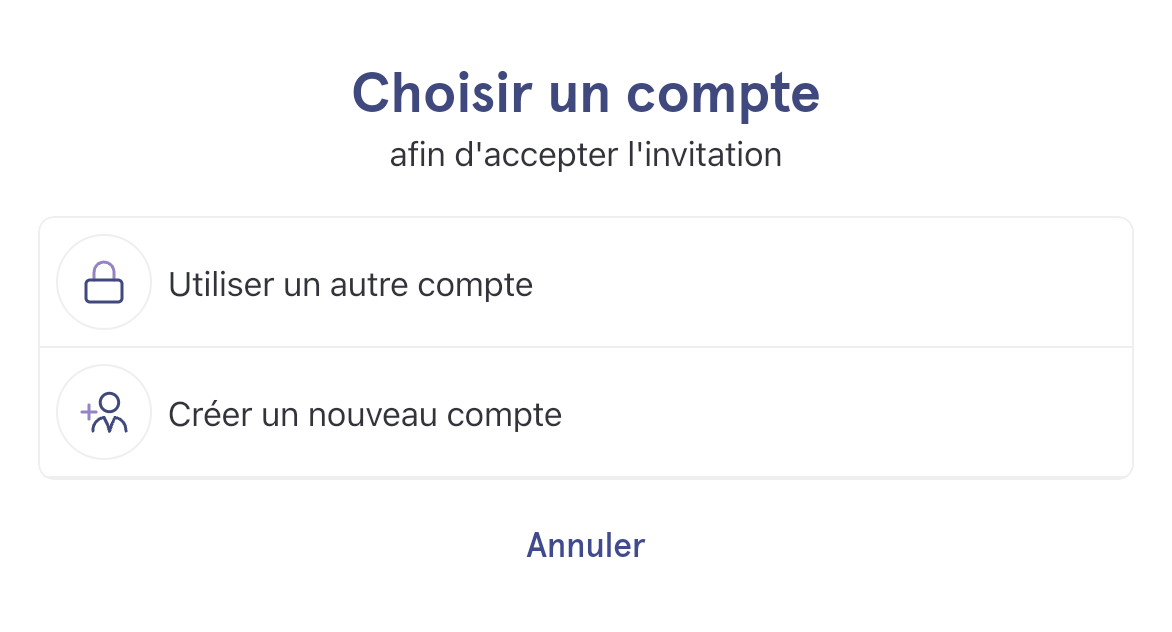 Choisir un compte
afin d'accepter l'invitation
Utiliser un autre compte
Créer un nouveau compte
Annuler